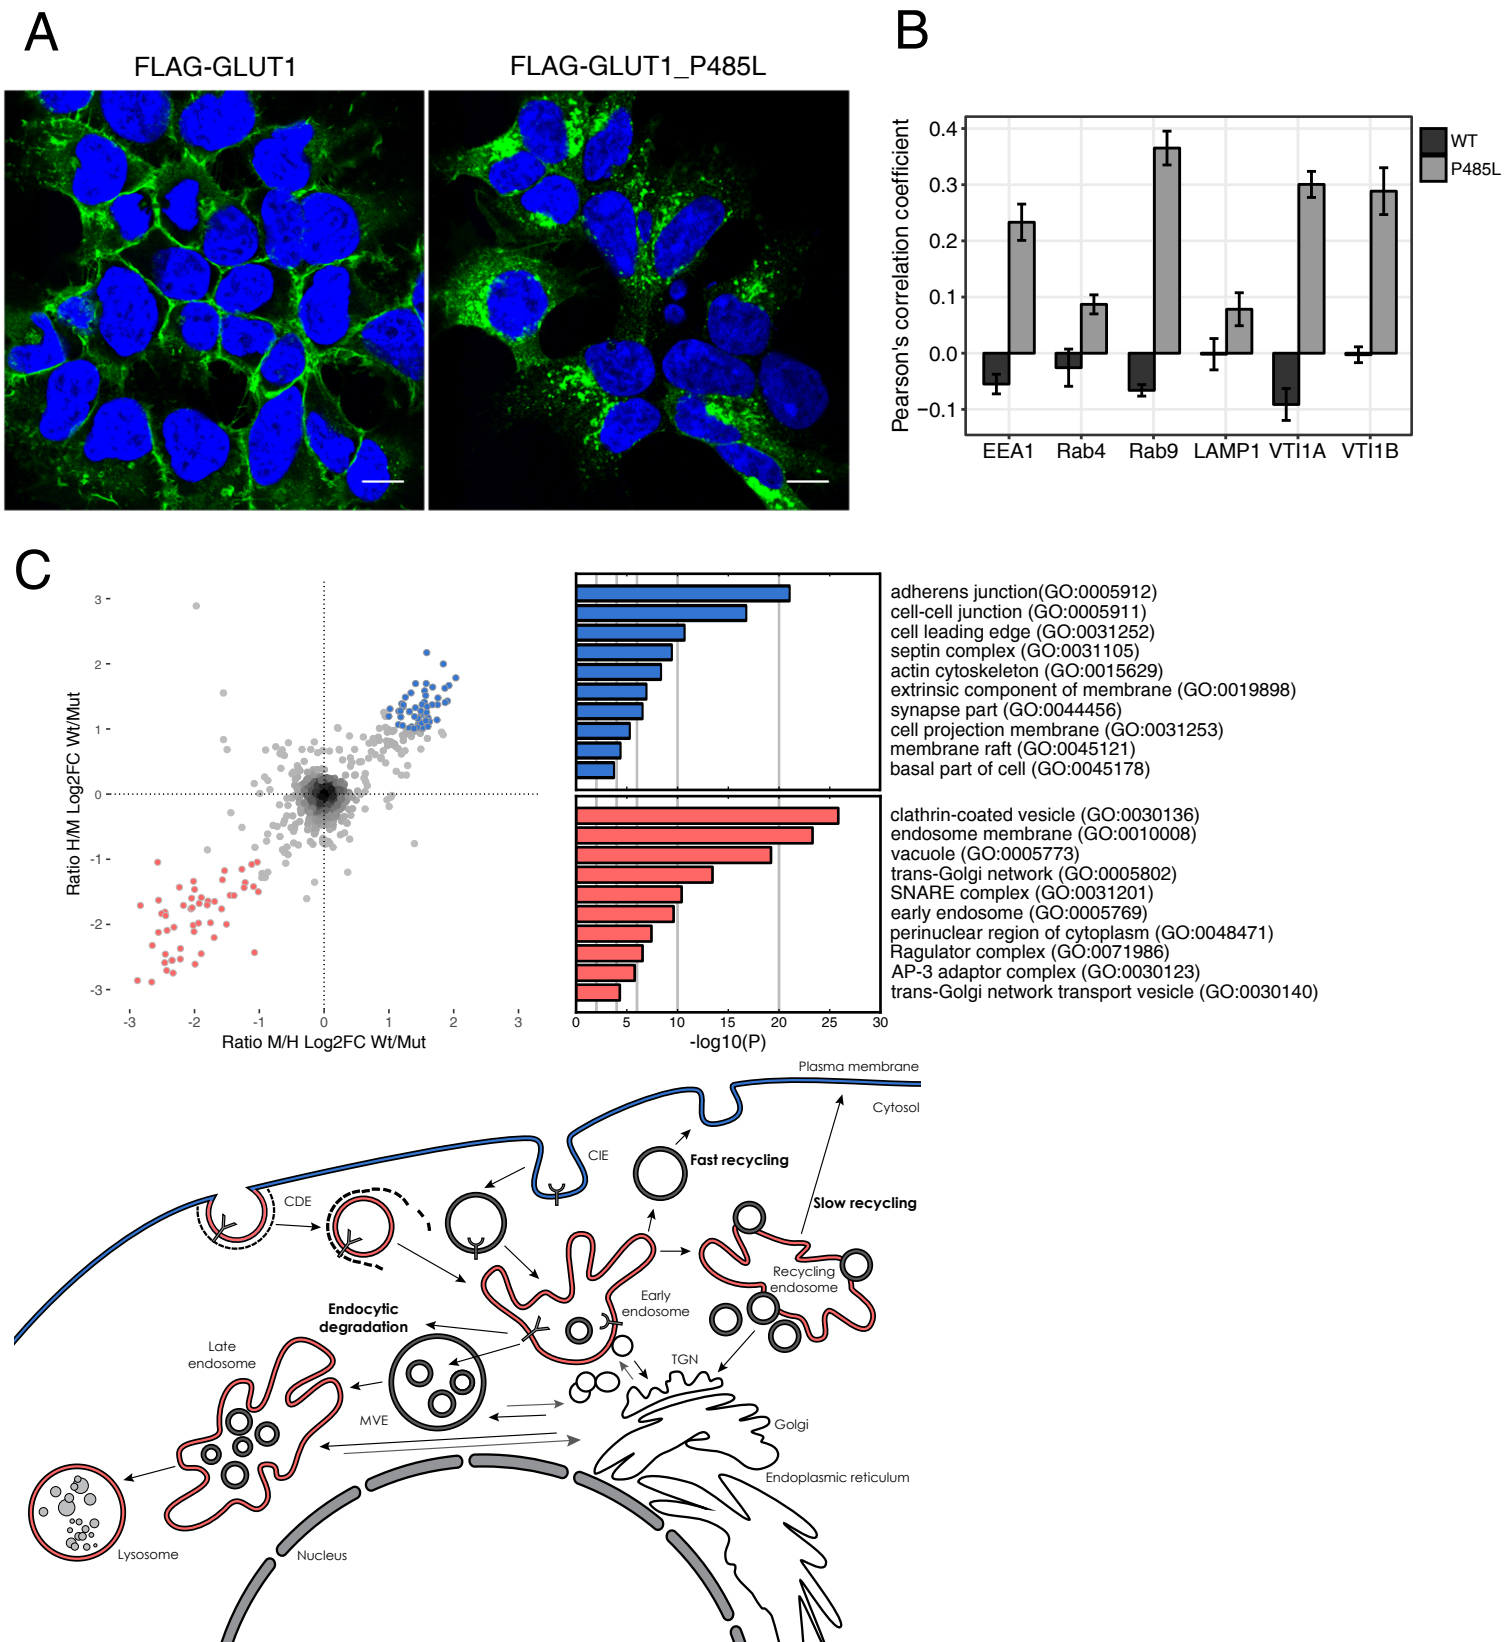 A
FLAG-GLUT1
FLAG-GLUT1_P485L
B
Pearson's correlation coefficient
0.4
0.3
0.2
0.1
0.0
−0.1
EEA1 Rab4 Rab9 LAMP1 VTI1A VTI1B
WT
P485L
C
Ratio H/M Log2FC Wt/Mut
3
2
1
0
-1
-2
-3
-3 -2 -1 0 1 2 3
Ratio M/H Log2FC Wt/Mut
adherens junction(GO:0005912)
cell-cell junction (GO:0005911)
cell leading edge (GO:0031252)
septin complex (GO:0031105)
actin cytoskeleton (GO:0015629)
extrinsic component of membrane (GO:0019898)
synapse part (GO:0044456)
cell projection membrane (GO:0031253)
membrane raft (GO:0045121)
basal part of cell (GO:0045178)
clathrin-coated vesicle (GO:0030136)
endosome membrane (GO:0010008)
vacuole (GO:0005773)
trans-Golgi network (GO:0005802)
SNARE complex (GO:0031201)
early endosome (GO:0005769)
perinuclear region of cytoplasm (GO:0048471)
Ragulator complex (GO:0071986)
AP-3 adaptor complex (GO:0030123)
trans-Golgi network transport vesicle (GO:0030140)
0 5 10 15 20 25 30
-log10(P)
Plasma membrane
Cytosol
CIE
Fast recycling
CDE
Slow recycling
Recycling
endosome
Early
endosome
Endocytic
degradation
Late
endosome
TGN
MVE
Golgi
Endoplasmic reticulum
Lysosome
Nucleus